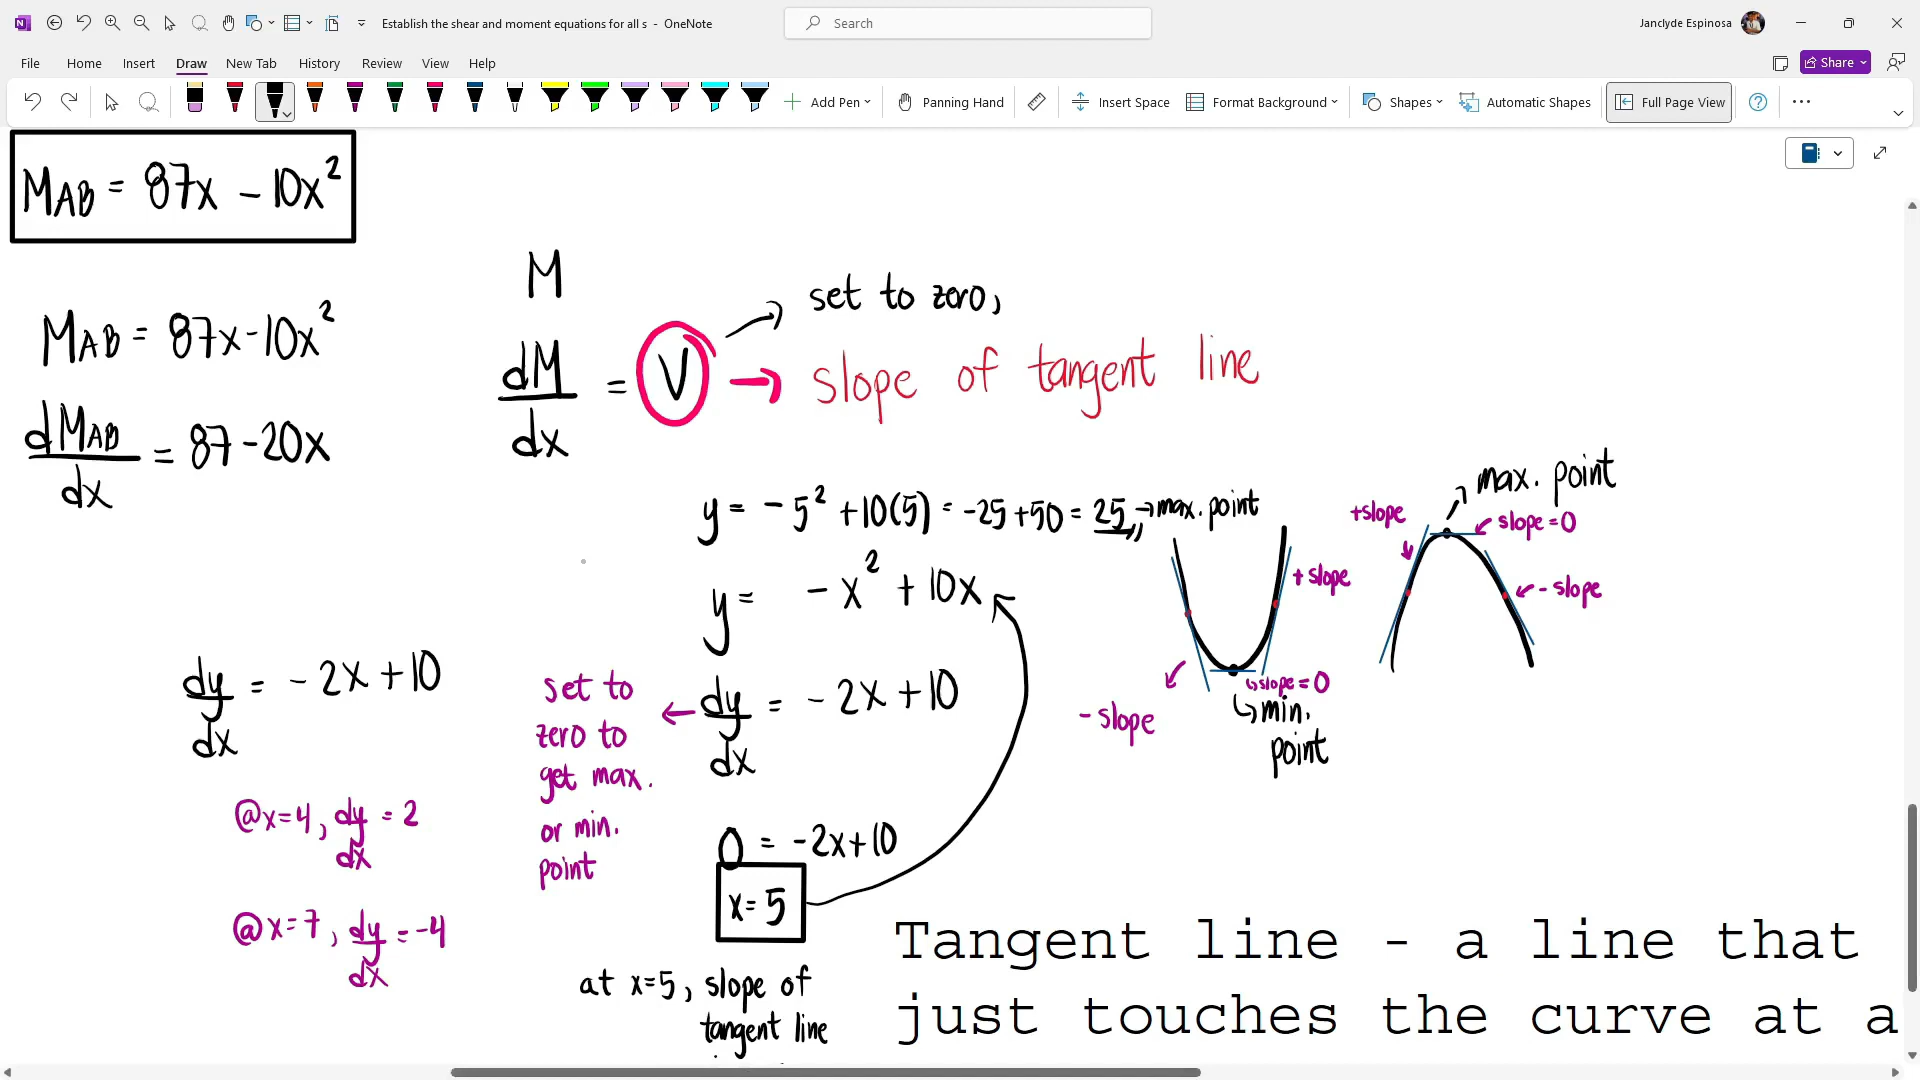 Establish the shear and moment equations for all s - OneNote
Search
Janclyde Espinosa
File Home Insert Draw New Tab History Review View Help
Share
Add Pen Panning Hand Insert Space Format Background Shapes Automatic Shapes Full Page View
M_AB = 87x - 10x²
M
→ set to zero,
M_AB = 87x - 10x²
dM/dx = V → slope of tangent line
dM_AB/dx = 87 - 20x
max. point
+slope
slope=0
y = -5² + 10(5) = -25 + 50 = 25 → max. point
+ slope
- slope
y = -x² + 10x
dy/dx = -2x + 10
set to
zero to
get max.
or min.
point
← dy/dx = -2x + 10
slope = 0
- slope
min.
point
@x=4, dy/dx = 2
0 = -2x + 10
x = 5
@x=7, dy/dx = -4
at x=5, slope of
tangent line
Tangent line - a line that
just touches the curve at a